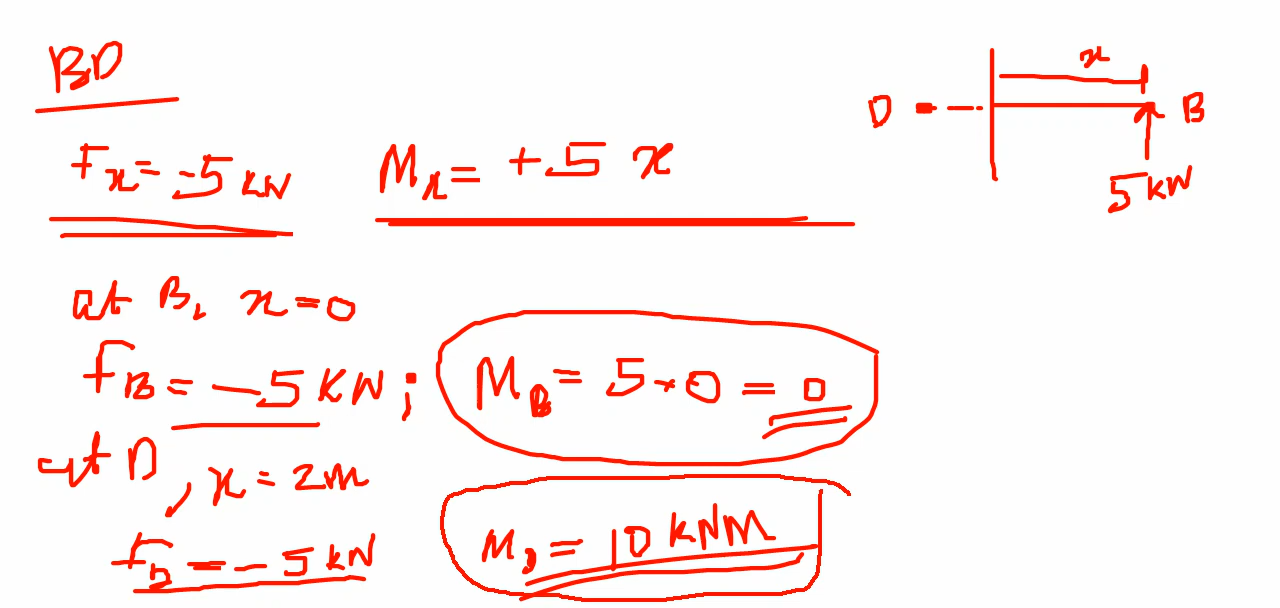 BD
x
D B
5 kW
Fx = -5 kN Mx = +5 x
at B, x = 0
FB = -5 KN ; MB = 5*0 = 0
at D, x = 2m
FD = -5 kN MD = 10 kNM